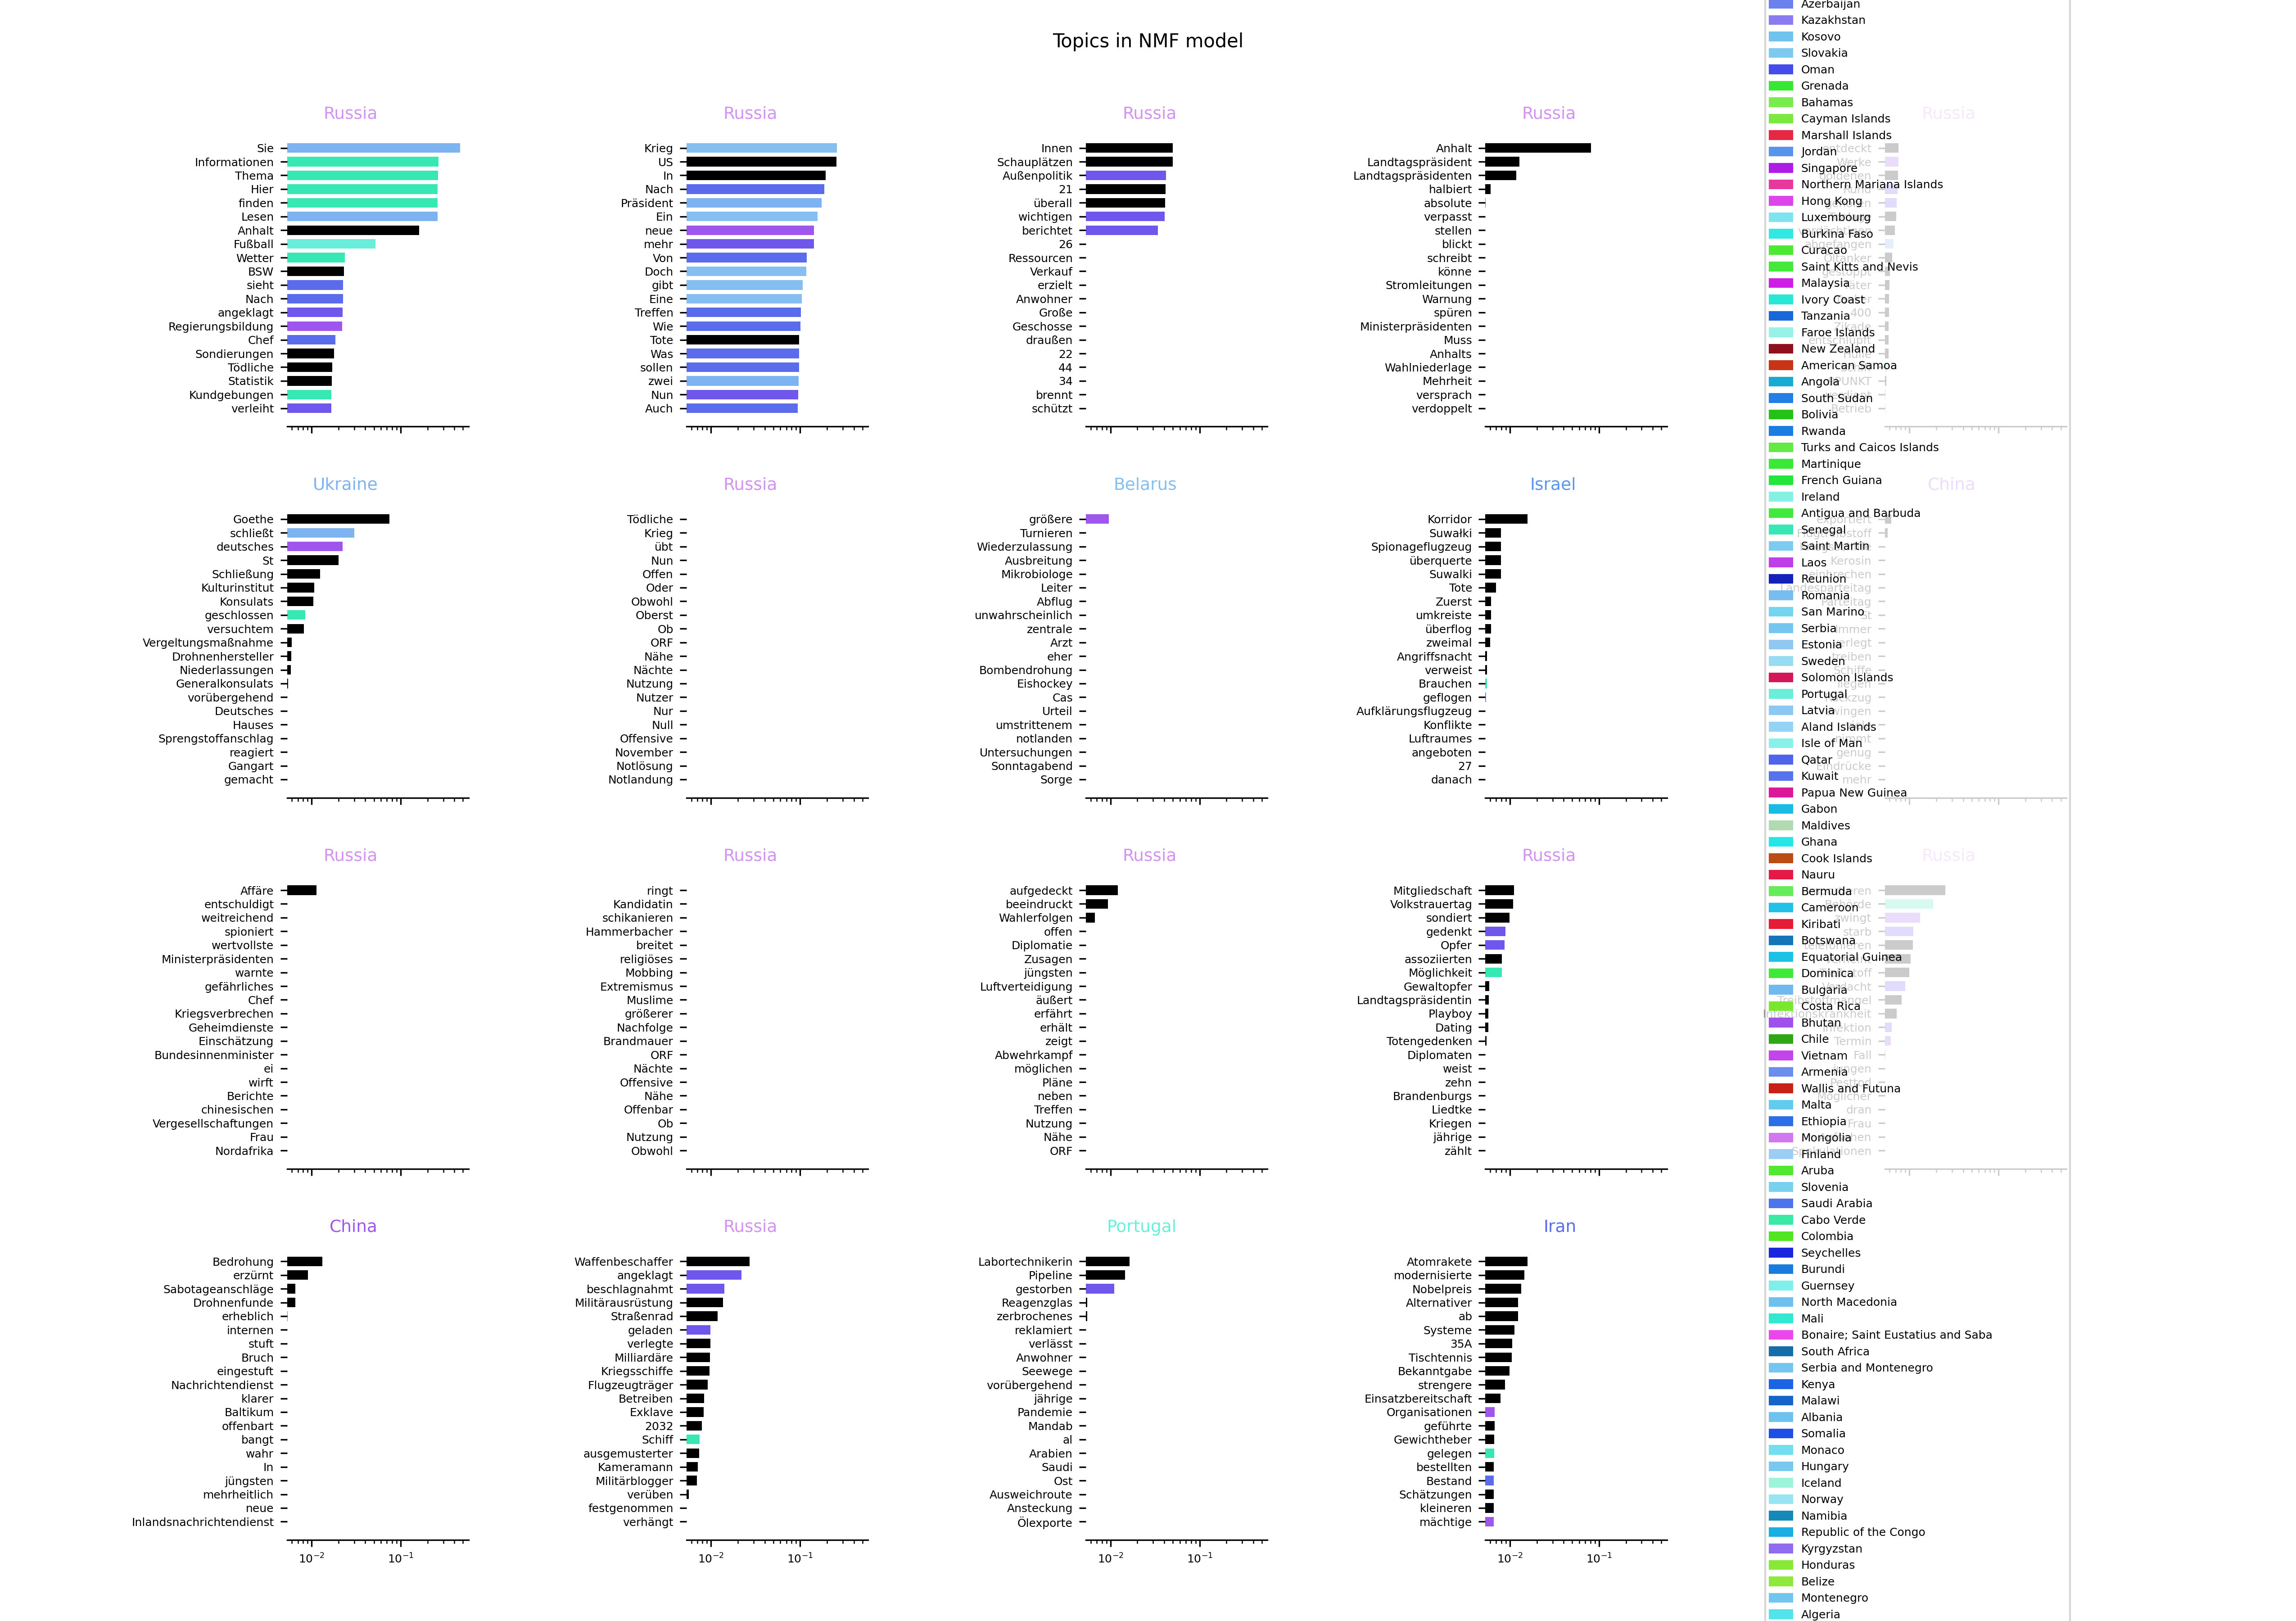 Topics in NMF model
Russia
Sie
Informationen
Thema
Hier
finden
Lesen
Anhalt
Fußball
Wetter
BSW
sieht
Nach
angeklagt
Regierungsbildung
Chef
Sondierungen
Tödliche
Statistik
Kundgebungen
verleiht
Russia
Krieg
US
In
Nach
Präsident
Ein
neue
mehr
Von
Doch
gibt
Eine
Treffen
Wie
Tote
Was
sollen
zwei
Nun
Auch
Russia
Innen
Schauplätzen
Außenpolitik
21
überall
wichtigen
berichtet
26
Ressourcen
Verkauf
erzielt
Anwohner
Große
Geschosse
draußen
22
44
34
brennt
schützt
Russia
Anhalt
Landtagspräsident
Landtagspräsidenten
halbiert
absolute
verpasst
stellen
blickt
schreibt
könne
Stromleitungen
Warnung
spüren
Ministerpräsidenten
Muss
Anhalts
Wahlniederlage
Mehrheit
versprach
verdoppelt
Russia
Ukraine
Goethe
schließt
deutsches
St
Schließung
Kulturinstitut
Konsulats
geschlossen
versuchtem
Vergeltungsmaßnahme
Drohnenhersteller
Niederlassungen
Generalkonsulats
vorübergehend
Deutsches
Hauses
Sprengstoffanschlag
reagiert
Gangart
gemacht
Russia
Tödliche
Krieg
übt
Nun
Offen
Oder
Obwohl
Oberst
Ob
ORF
Nähe
Nächte
Nutzung
Nutzer
Nur
Null
Offensive
November
Notlösung
Notlandung
Belarus
größere
Turnieren
Wiederzulassung
Ausbreitung
Mikrobiologe
Leiter
Abflug
unwahrscheinlich
zentrale
Arzt
eher
Bombendrohung
Eishockey
Cas
Urteil
umstrittenem
notlanden
Untersuchungen
Sonntagabend
Sorge
Israel
Korridor
Suwałki
Spionageflugzeug
überquerte
Suwalki
Tote
Zuerst
umkreiste
überflog
zweimal
Angriffsnacht
verweist
Brauchen
geflogen
Aufklärungsflugzeug
Konflikte
Luftraumes
angeboten
27
danach
China
Russia
Affäre
entschuldigt
weitreichend
spioniert
wertvollste
Ministerpräsidenten
warnte
gefährliches
Chef
Kriegsverbrechen
Geheimdienste
Einschätzung
Bundesinnenminister
ei
wirft
Berichte
chinesischen
Vergesellschaftungen
Frau
Nordafrika
Russia
ringt
Kandidatin
schikanieren
Hammerbacher
breitet
religiöses
Mobbing
Extremismus
Muslime
größerer
Nachfolge
Brandmauer
ORF
Nächte
Offensive
Nähe
Offenbar
Ob
Nutzung
Obwohl
Russia
aufgedeckt
beeindruckt
Wahlerfolgen
offen
Diplomatie
Zusagen
jüngsten
Luftverteidigung
äußert
erfährt
erhält
zeigt
Abwehrkampf
möglichen
Pläne
neben
Treffen
Nutzung
Nähe
ORF
Russia
Mitgliedschaft
Volkstrauertag
sondiert
gedenkt
Opfer
assoziierten
Möglichkeit
Gewaltopfer
Landtagspräsidentin
Playboy
Dating
Totengedenken
Diplomaten
weist
zehn
Brandenburgs
Liedtke
Kriegen
jährige
zählt
Russia
China
Bedrohung
erzürnt
Sabotageanschläge
Drohnenfunde
erheblich
internen
stuft
Bruch
eingestuft
Nachrichtendienst
klarer
Baltikum
offenbart
bangt
wahr
In
jüngsten
mehrheitlich
neue
Inlandsnachrichtendienst
10⁻² 10⁻¹
Russia
Waffenbeschaffer
angeklagt
beschlagnahmt
Militärausrüstung
Straßenrad
geladen
verlegte
Milliardäre
Kriegsschiffe
Flugzeugträger
Betreiben
Exklave
2032
Schiff
ausgemusterter
Kameramann
Militärblogger
verüben
festgenommen
verhängt
10⁻² 10⁻¹
Portugal
Labortechnikerin
Pipeline
gestorben
Reagenzglas
zerbrochenes
reklamiert
verlässt
Anwohner
Seewege
vorübergehend
jährige
Pandemie
Mandab
al
Arabien
Saudi
Ost
Ausweichroute
Ansteckung
Ölexporte
10⁻² 10⁻¹
Iran
Atomrakete
modernisierte
Nobelpreis
Alternativer
ab
Systeme
35A
Tischtennis
Bekanntgabe
strengere
Einsatzbereitschaft
Organisationen
geführte
Gewichtheber
gelegen
bestellten
Bestand
Schätzungen
kleineren
mächtige
10⁻² 10⁻¹
Azerbaijan
Kazakhstan
Kosovo
Slovakia
Oman
Grenada
Bahamas
Cayman Islands
Marshall Islands
Jordan
Singapore
Northern Mariana Islands
Hong Kong
Luxembourg
Burkina Faso
Curacao
Saint Kitts and Nevis
Malaysia
Ivory Coast
Tanzania
Faroe Islands
New Zealand
American Samoa
Angola
South Sudan
Bolivia
Rwanda
Turks and Caicos Islands
Martinique
French Guiana
Ireland
Antigua and Barbuda
Senegal
Saint Martin
Laos
Reunion
Romania
San Marino
Serbia
Estonia
Sweden
Solomon Islands
Portugal
Latvia
Aland Islands
Isle of Man
Qatar
Kuwait
Papua New Guinea
Gabon
Maldives
Ghana
Cook Islands
Nauru
Bermuda
Cameroon
Kiribati
Botswana
Equatorial Guinea
Dominica
Bulgaria
Costa Rica
Bhutan
Chile
Vietnam
Armenia
Wallis and Futuna
Malta
Ethiopia
Mongolia
Finland
Aruba
Slovenia
Saudi Arabia
Cabo Verde
Colombia
Seychelles
Burundi
Guernsey
North Macedonia
Mali
Bonaire; Saint Eustatius and Saba
South Africa
Serbia and Montenegro
Kenya
Malawi
Albania
Somalia
Monaco
Hungary
Iceland
Norway
Namibia
Republic of the Congo
Kyrgyzstan
Honduras
Belize
Montenegro
Algeria